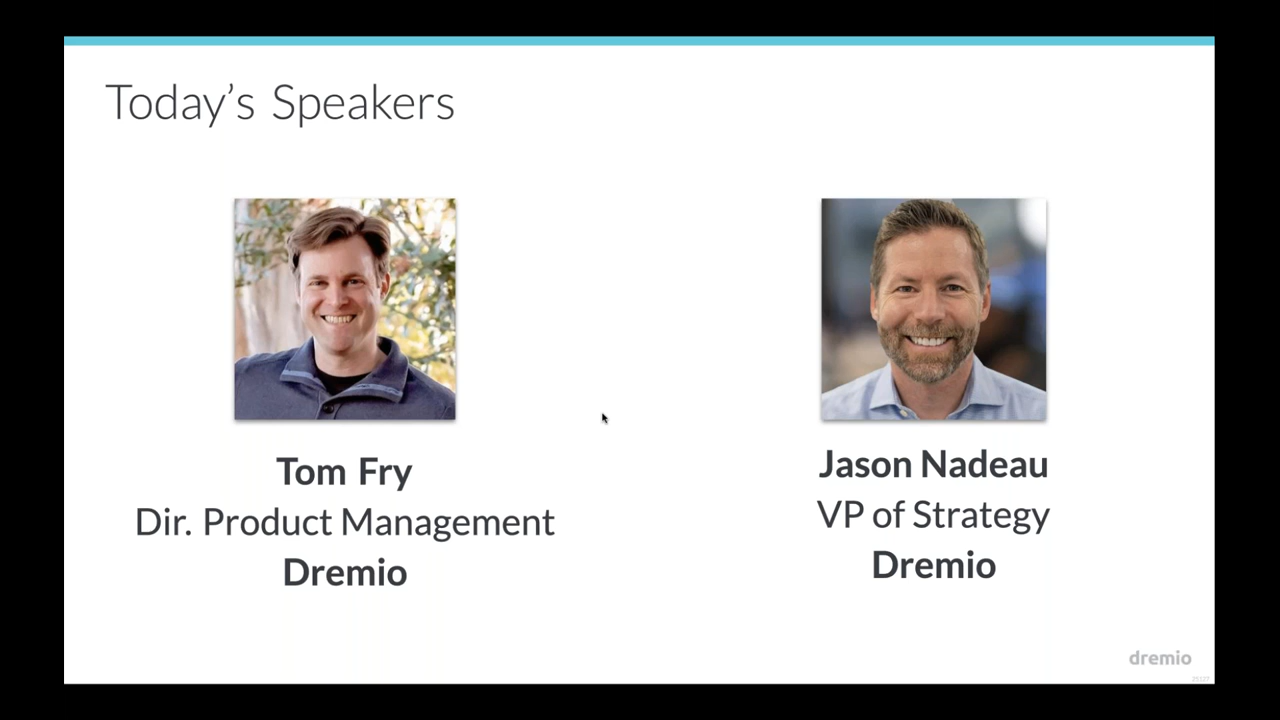 Today's Speakers
Tom Fry
Dir. Product Management
Dremio
Jason Nadeau
VP of Strategy
Dremio
dremio